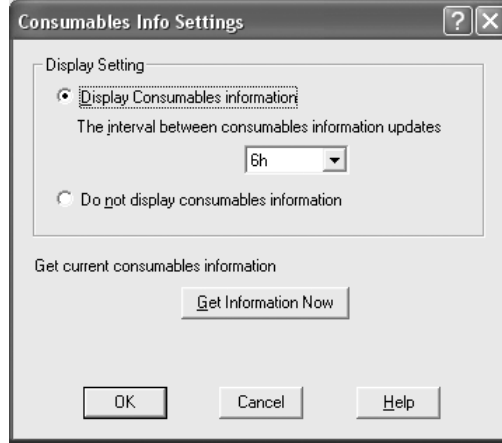 Consumables Info Settings
Display Setting
Display Consumables information
The interval between consumables information updates
6h
Do not display consumables information
Get current consumables information
Get Information Now
OK Cancel Help